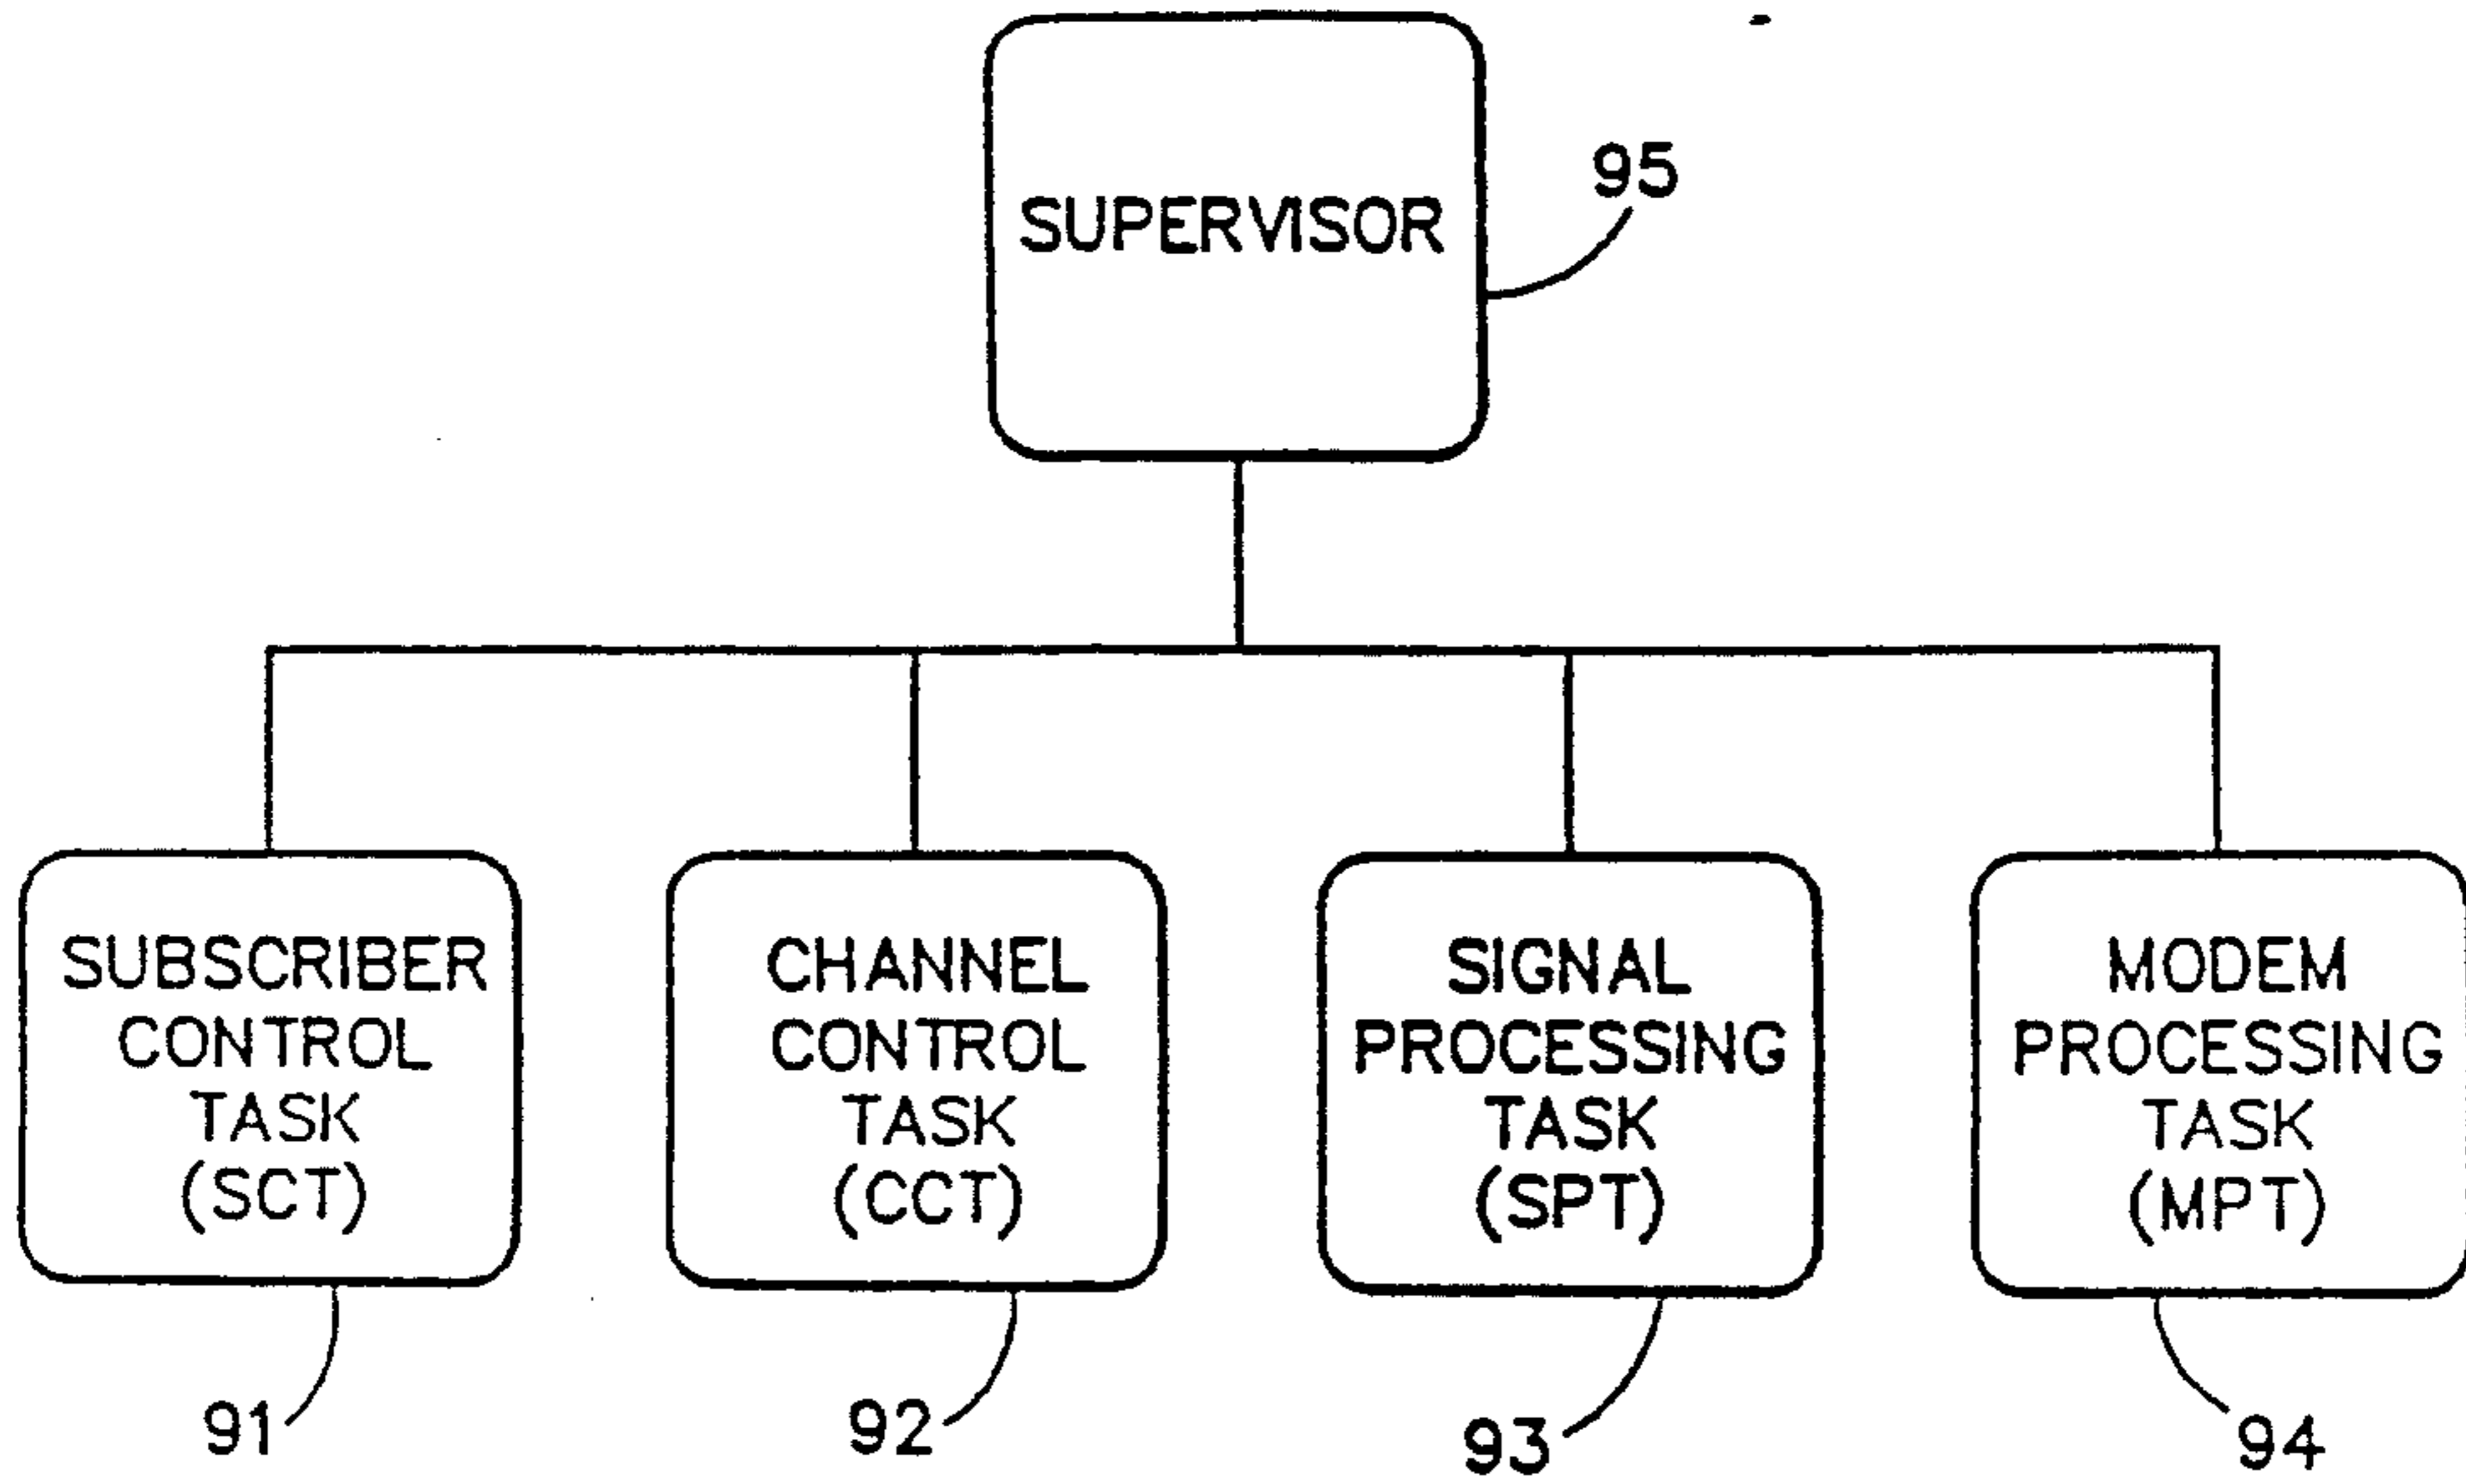 SUPERVISOR
95
SUBSCRIBER
CONTROL
TASK
(SCT)
CHANNEL
CONTROL
TASK
(CCT)
SIGNAL
PROCESSING
TASK
(SPT)
MODEM
PROCESSING
TASK
(MPT)
91
92
93
94